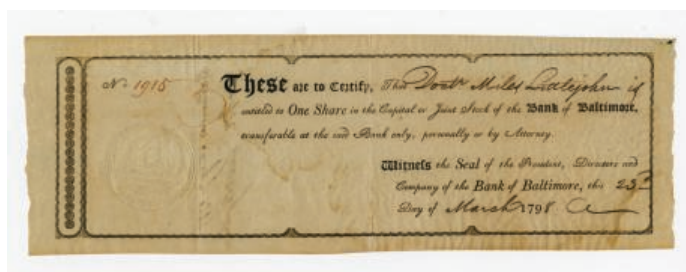 No 1915
These are to Certify, That Doctr Miles Littlejohn is
entitled to One Share in the Capital or Joint Stock of the Bank of Baltimore,
transferable at the said Bank only, personally or by Attorney.
Witneſs the Seal of the President, Directors and
Company of the Bank of Baltimore, this 23d
Day of March 1798